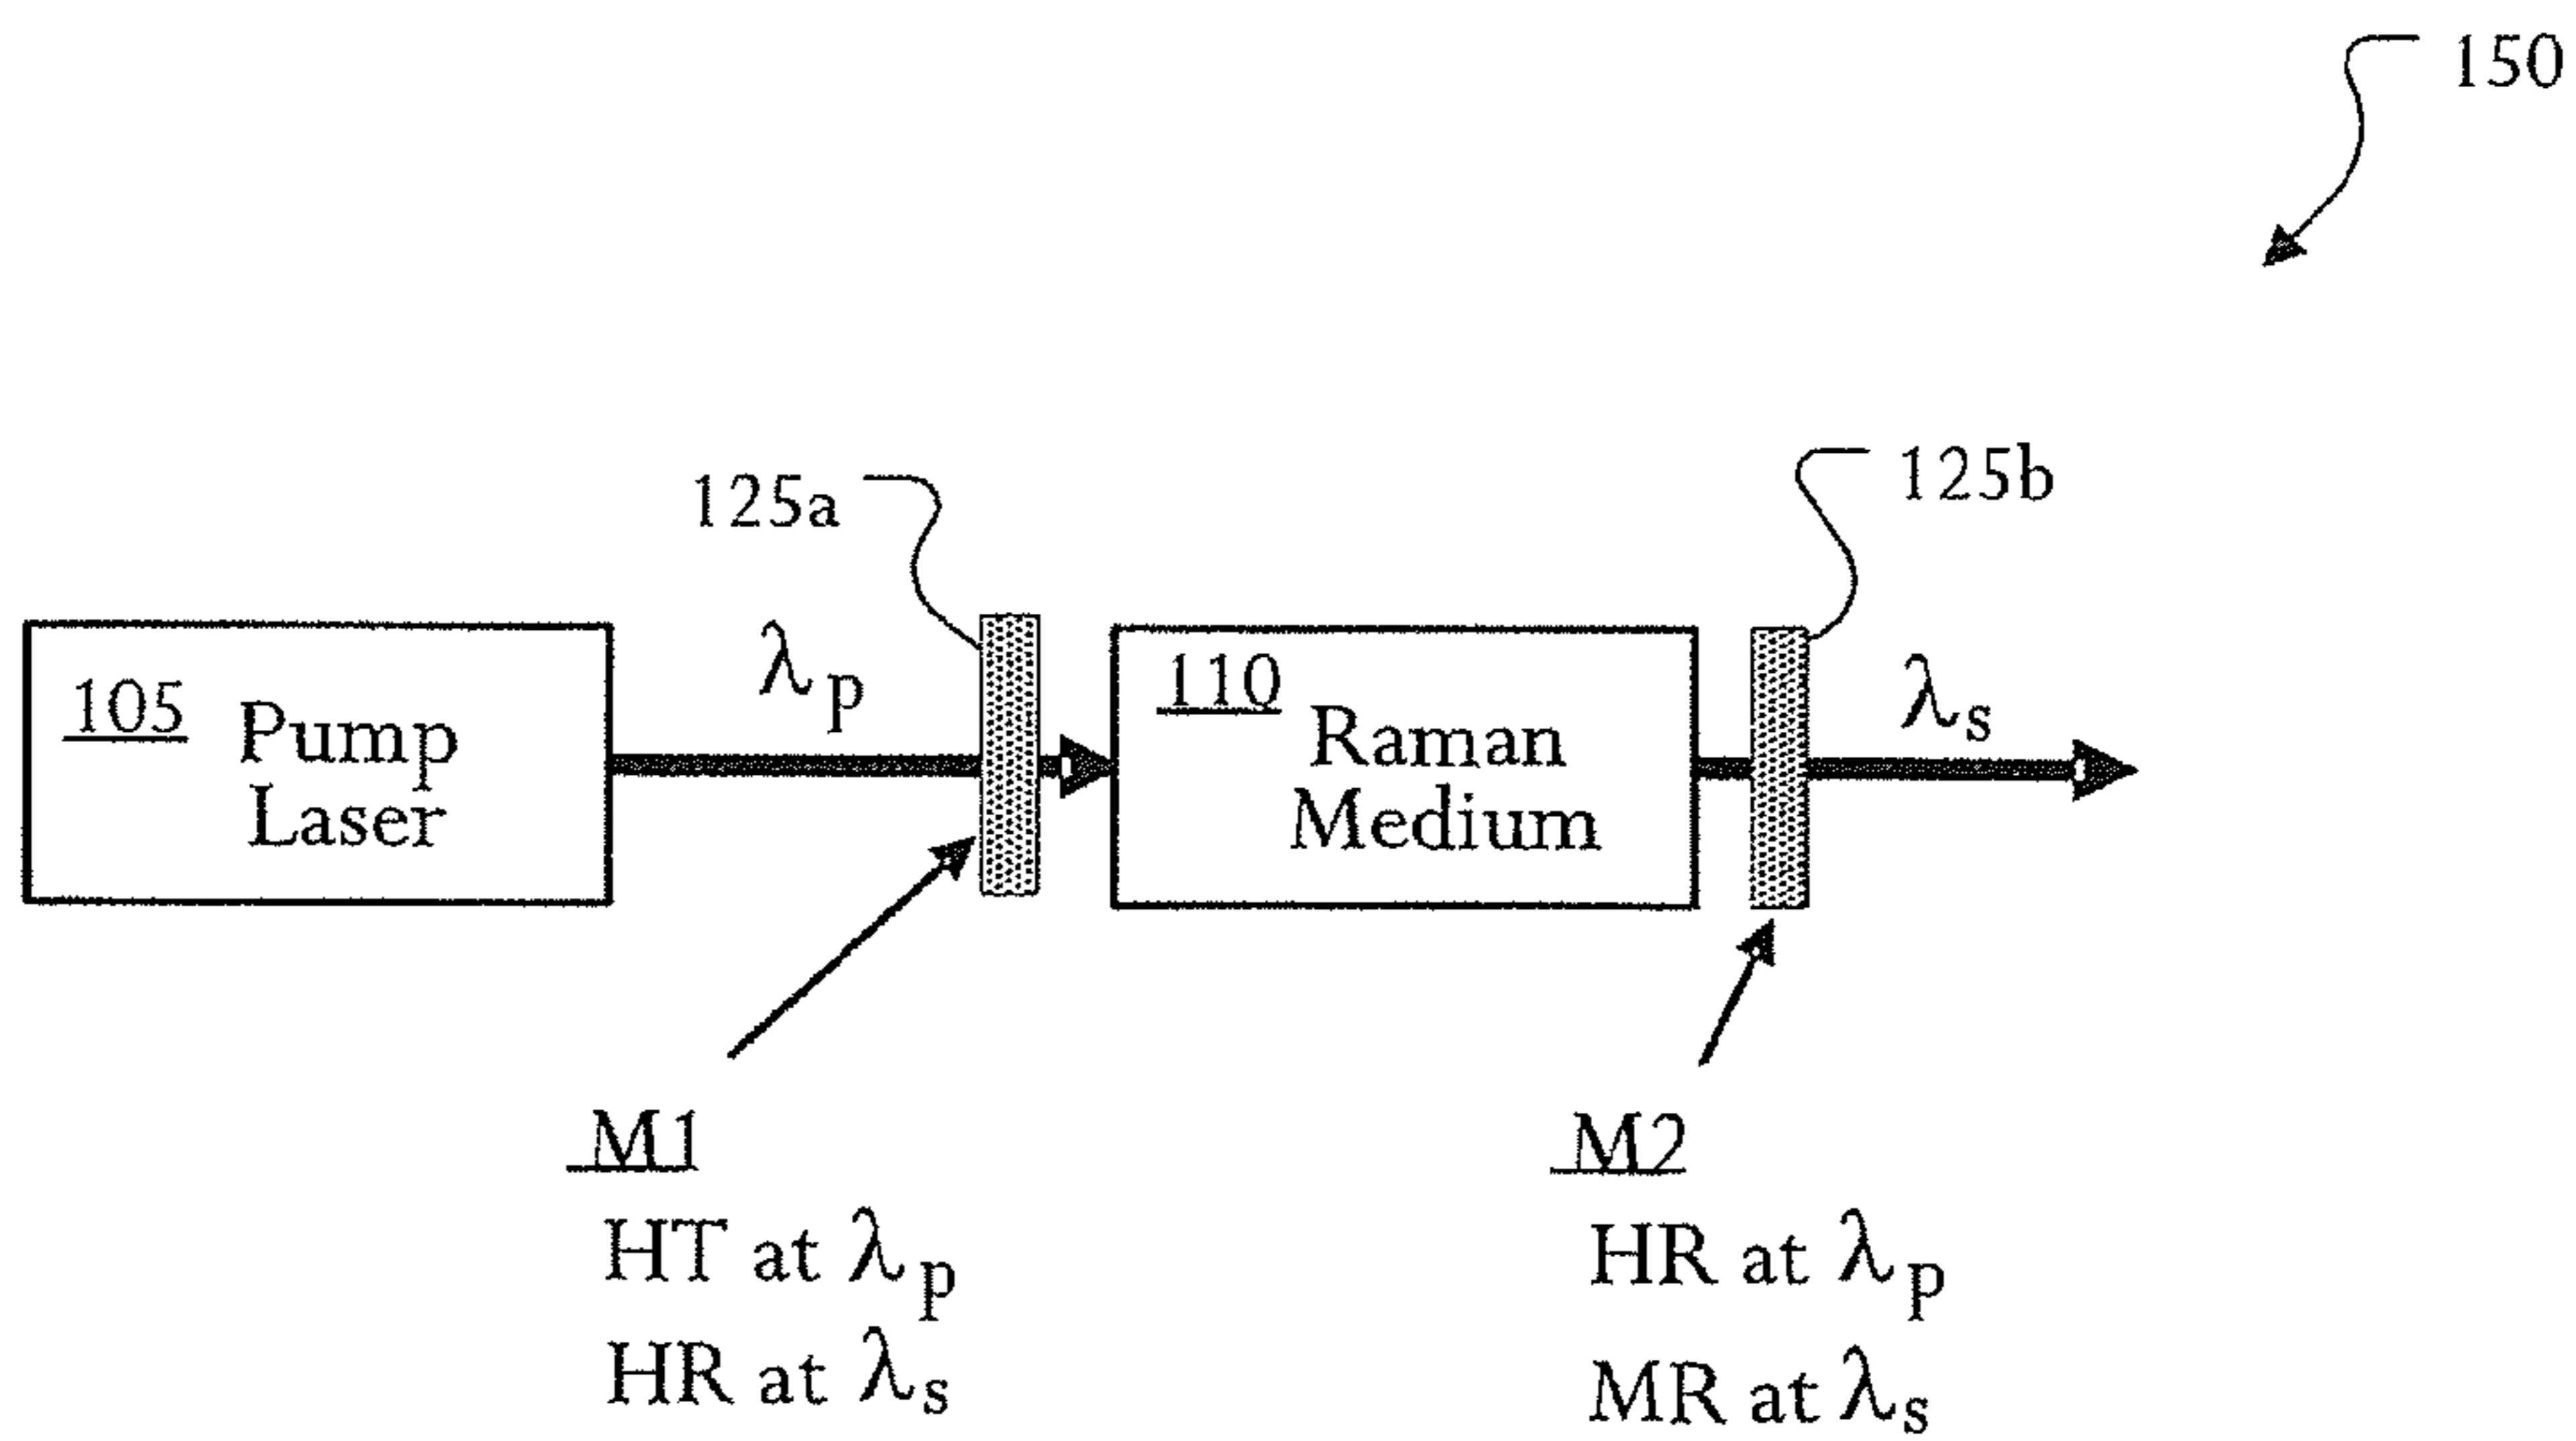 150
125a
125b
λp
λs
105 Pump
Laser
110
Raman
Medium
M1
HT at λp
HR at λs
M2
HR at λp
MR at λs